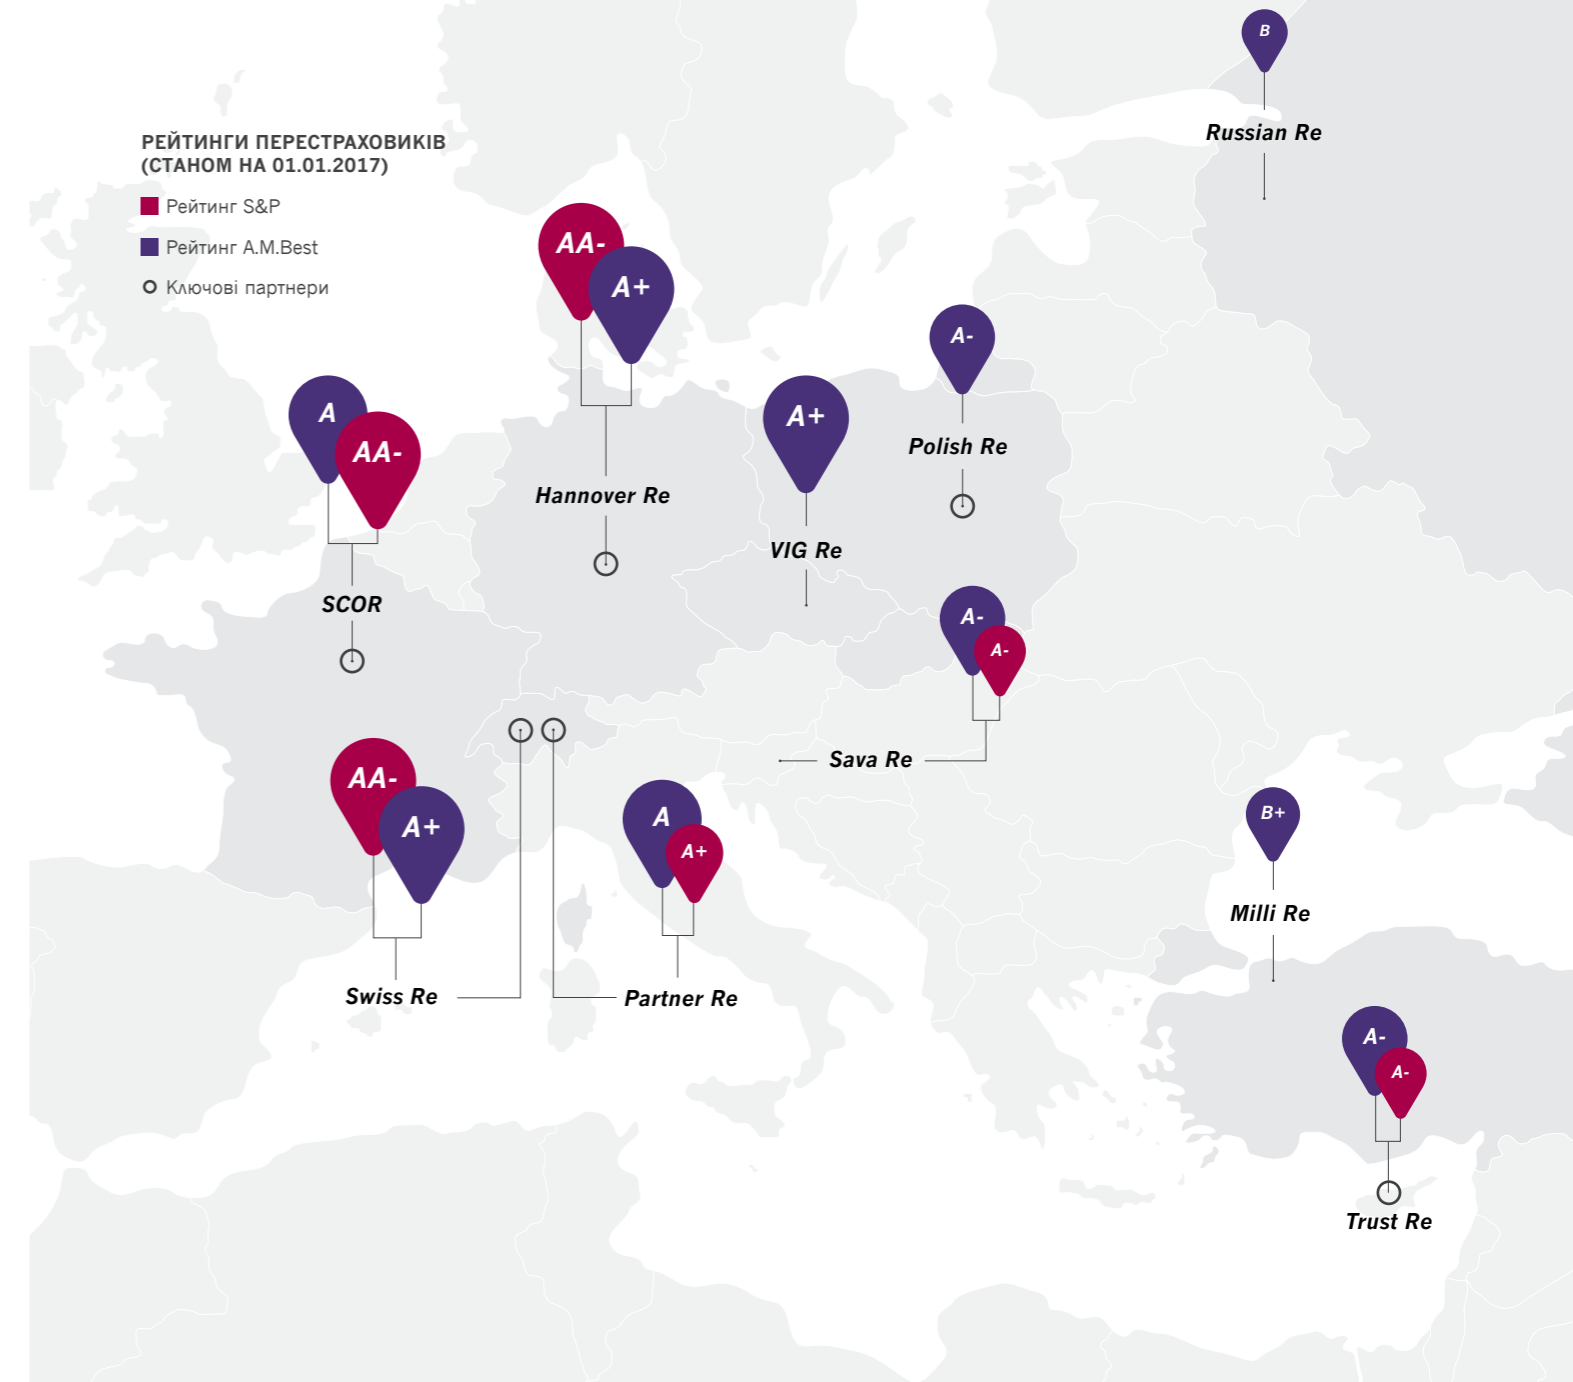 B
Russian Re
РЕЙТИНГИ ПЕРЕСТРАХОВИКІВ
(СТАНОМ НА 01.01.2017)
Рейтинг S&P
Рейтинг A.M.Best
Ключові партнери
AA-
A+
Hannover Re
A-
Polish Re
A
AA-
SCOR
A+
VIG Re
A-
A-
Sava Re
AA-
A+
Swiss Re
A
A+
Partner Re
B+
Milli Re
A-
A-
Trust Re